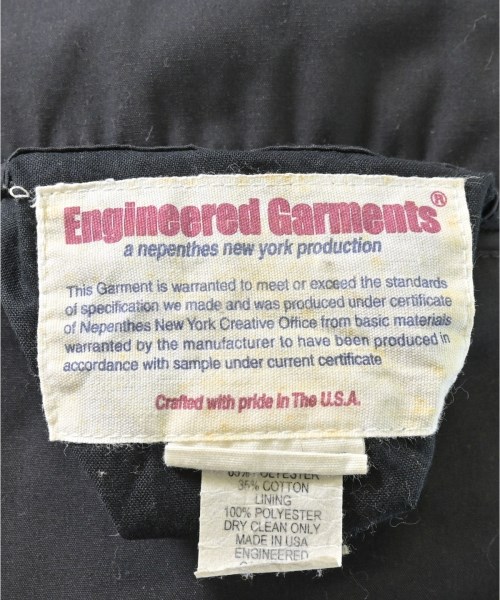 Engineered Garments®
a nepenthes new york production
This Garment is warranted to meet or exceed the standards
of specification we made and was produced under certificate
of Nepenthes New York Creative Office from basic materials
warranted by the manufacturer to have been produced in
accordance with sample under current certificate
Crafted with pride in The U.S.A.
65% POLYESTER
35% COTTON
LINING
100% POLYESTER
DRY CLEAN ONLY
MADE IN USA
ENGINEERED